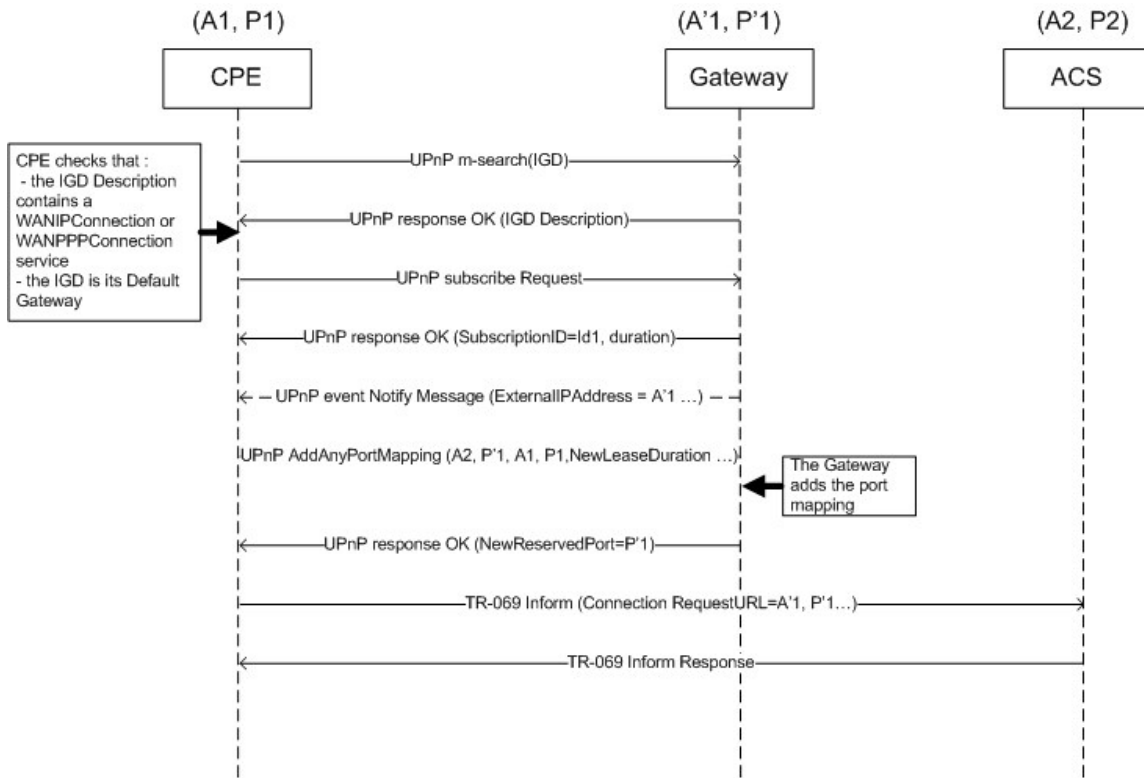 (A1, P1)
(A'1, P'1)
(A2, P2)
CPE
Gateway
ACS
CPE checks that :
- the IGD Description
contains a
WANIPConnection or
WANPPPConnection
service
- the IGD is its Default
Gateway
UPnP m-search(IGD)
UPnP response OK (IGD Description)
UPnP subscribe Request
UPnP response OK (SubscriptionID=Id1, duration)
UPnP event Notify Message (ExternalIPAddress = A'1 ...)
UPnP AddAnyPortMapping (A2, P'1, A1, P1,NewLeaseDuration ...)
The Gateway
adds the port
mapping
UPnP response OK (NewReservedPort=P'1)
TR-069 Inform (Connection RequestURL=A'1, P'1...)
TR-069 Inform Response